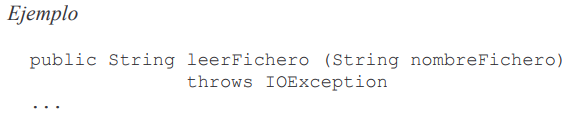 Ejemplo
public String leerFichero (String nombreFichero)
throws IOException
...